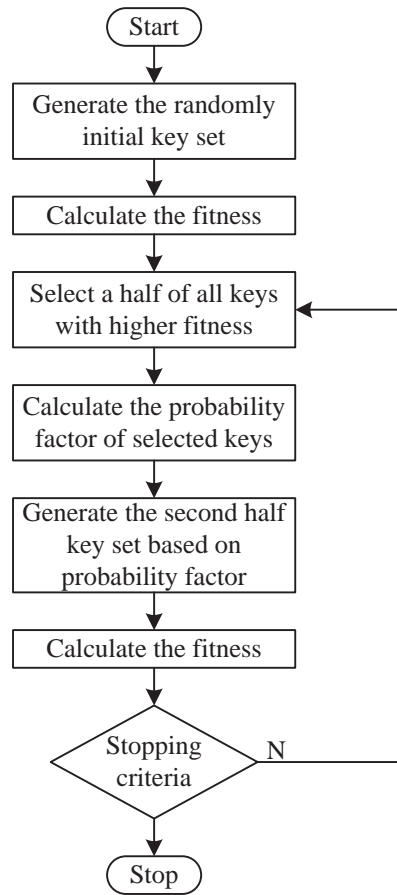 Start
Generate the randomly
initial key set
Calculate the fitness
Select a half of all keys
with higher fitness
Calculate the probability
factor of selected keys
Generate the second half
key set based on
probability factor
Calculate the fitness
Stopping
criteria
N
Stop